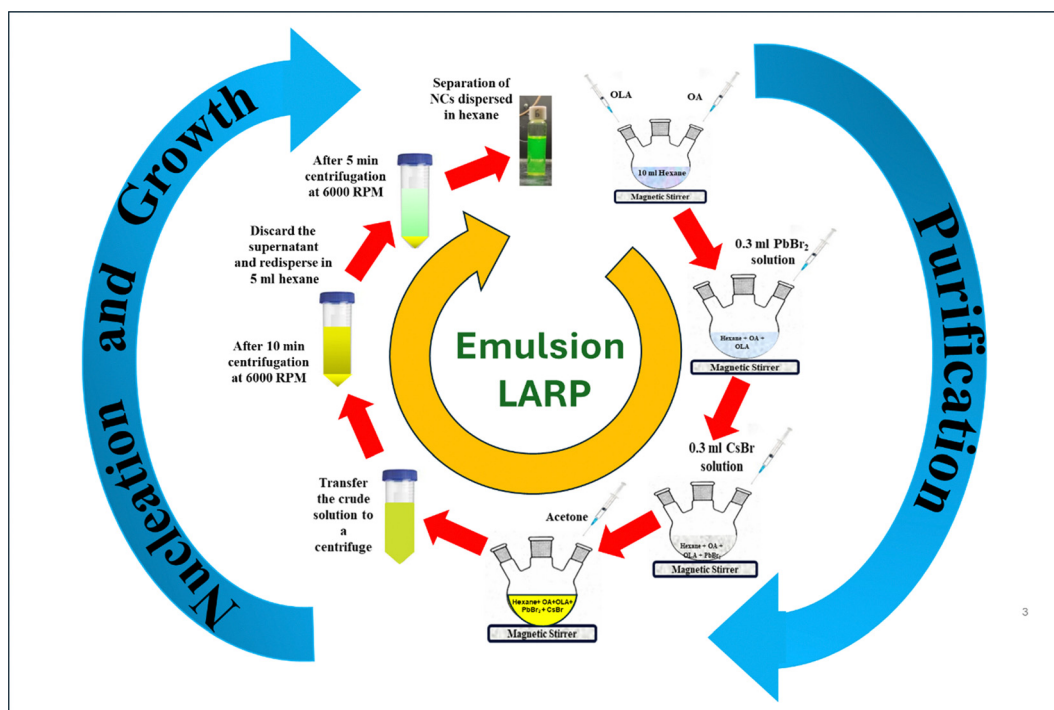 Nucleation and Growth
Purification
Emulsion
LARP
OLA
OA
10 ml Hexane
Magnetic Stirrer
0.3 ml PbBr₂
solution
Hexane + OA +
OLA
Magnetic Stirrer
0.3 ml CsBr
solution
Hexane + OA +
OLA + PbBr₂
Magnetic Stirrer
Acetone
Hexane+ OA+OLA+
PbBr₂ + CsBr
Magnetic Stirrer
Transfer
the crude
solution to
a
centrifuge
After 10 min
centrifugation
at 6000 RPM
Discard the
supernatant
and redisperse in
5 ml hexane
After 5 min
centrifugation
at 6000 RPM
Separation of
NCs dispersed
in hexane
3